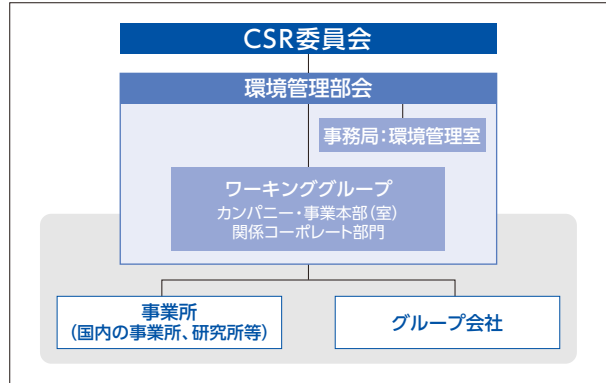 CSR委員会
環境管理部会
事務局:環境管理室
ワーキンググループ
カンパニー・事業本部(室)
関係コーポレート部門
事業所
(国内の事業所、研究所等)
グループ会社